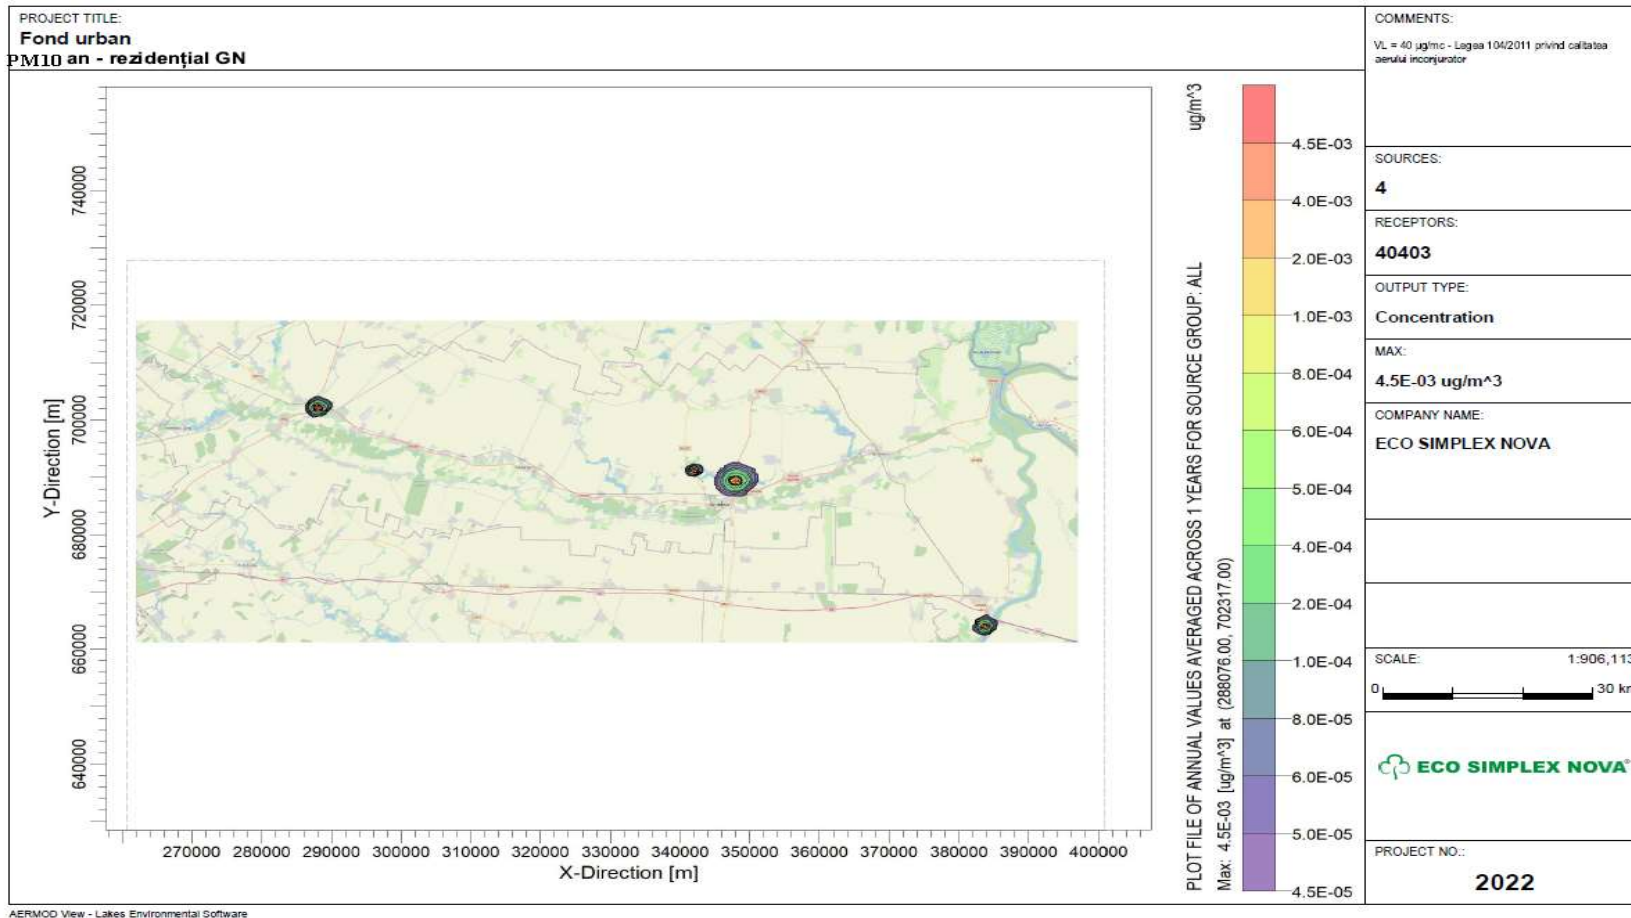 PROJECT TITLE:
Fond urban
PM10 an - rezidențial GN
COMMENTS:
VL = 40 µg/mc - Legea 104/2011 privind calitatea
aerului inconjurator
SOURCES:
4
RECEPTORS:
40403
OUTPUT TYPE:
Concentration
MAX:
4.5E-03 ug/m^3
COMPANY NAME:
ECO SIMPLEX NOVA
SCALE:
1:906,113
0
30 km
ECO SIMPLEX NOVA®
PROJECT NO.:
2022
Y-Direction [m]
740000
720000
700000
680000
660000
640000
270000 280000 290000 300000 310000 320000 330000 340000 350000 360000 370000 380000 390000 400000
X-Direction [m]
PLOT FILE OF ANNUAL VALUES AVERAGED ACROSS 1 YEARS FOR SOURCE GROUP: ALL
ug/m^3
Max: 4.5E-03 [ug/m^3] at (288076.00, 702317.00)
4.5E-03
4.0E-03
2.0E-03
1.0E-03
8.0E-04
6.0E-04
5.0E-04
4.0E-04
2.0E-04
1.0E-04
8.0E-05
6.0E-05
5.0E-05
4.5E-05
AERMOD View - Lakes Environmental Software